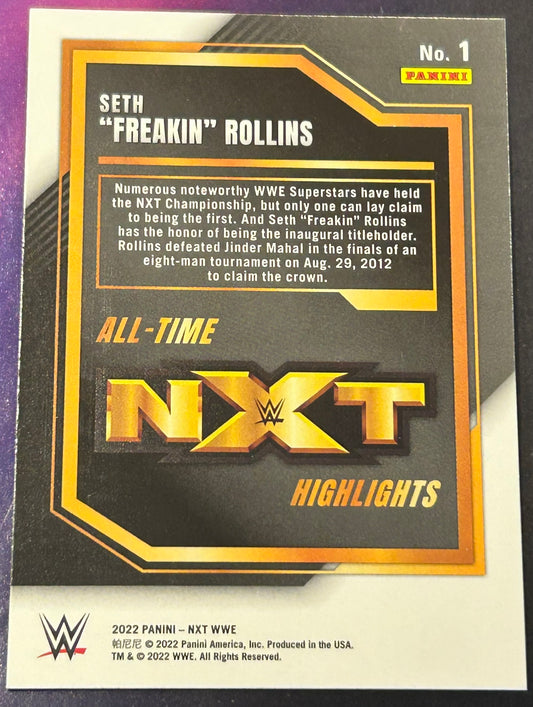 No. 1
PANINI
SETH
“FREAKIN” ROLLINS
Numerous noteworthy WWE Superstars have held
the NXT Championship, but only one can lay claim
to being the first. And Seth “Freakin” Rollins
has the honor of being the inaugural titleholder.
Rollins defeated Jinder Mahal in the finals of an
eight-man tournament on Aug. 29, 2012
to claim the crown.
ALL-TIME
NXT
HIGHLIGHTS
W
2022 PANINI – NXT WWE
帕尼尼 © 2022 Panini America, Inc. Produced in the USA.
TM & © 2022 WWE. All Rights Reserved.